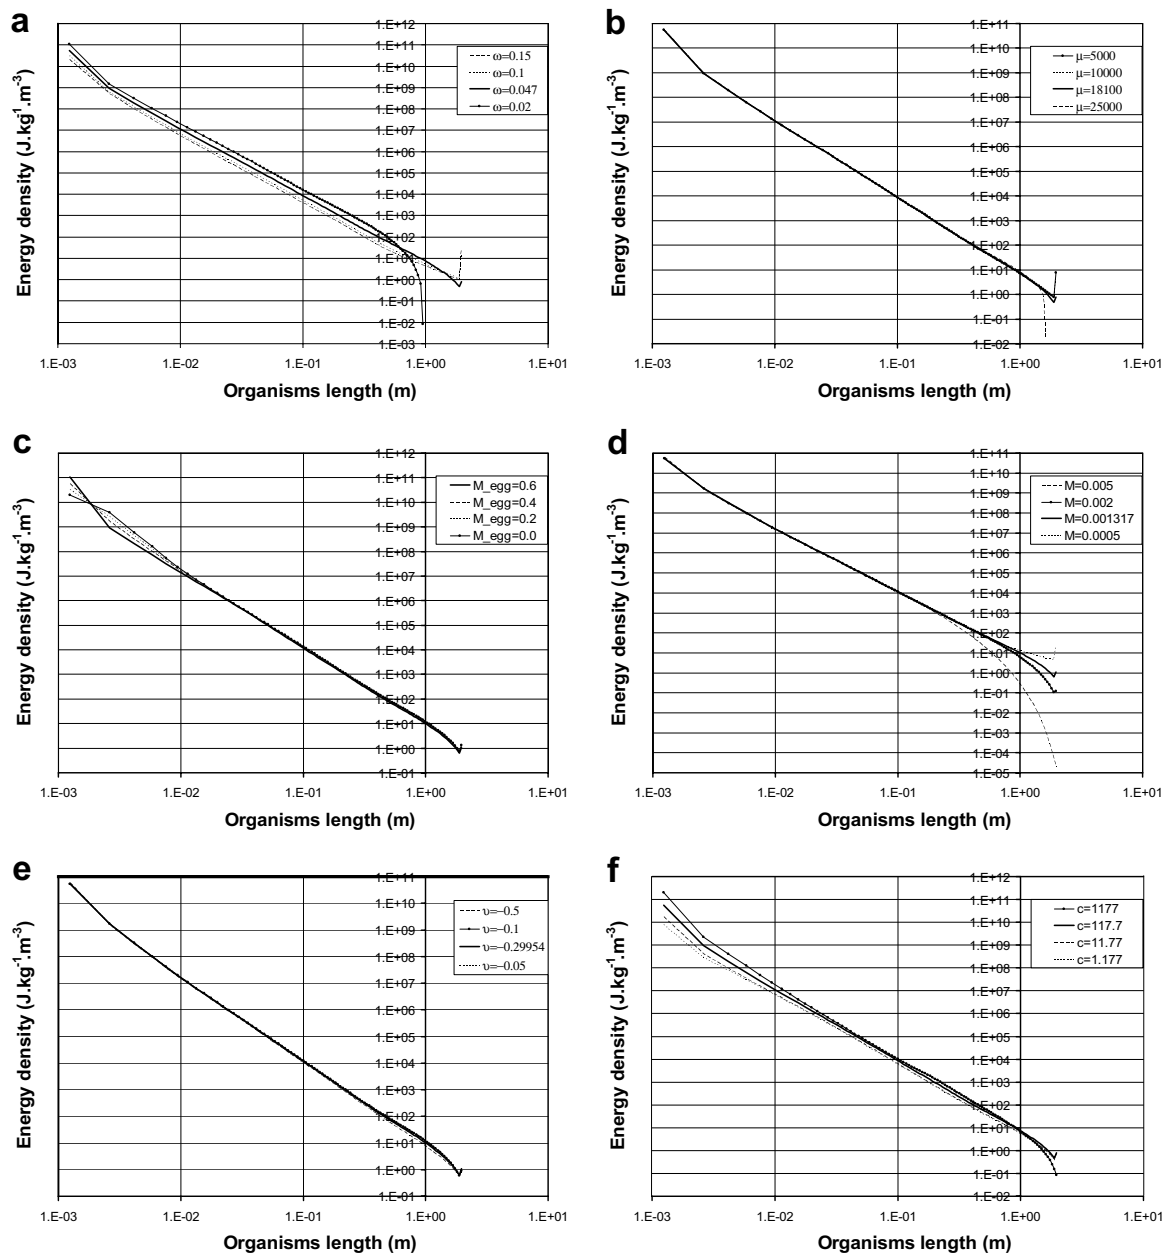 a
1.E+12
1.E+11
1.E+10
1.E+09
1.E+08
1.E+07
1.E+06
1.E+05
1.E+04
1.E+03
1.E+02
1.E+01
1.E+00
1.E-01
1.E-02
1.E-03
ω=0.15
ω=0.1
ω=0.047
ω=0.02
Energy density (J.kg⁻¹.m⁻³)
1.E-03 1.E-02 1.E-01 1.E+00 1.E+01
Organisms length (m)
b
1.E+11
1.E+10
1.E+09
1.E+08
1.E+07
1.E+06
1.E+05
1.E+04
1.E+03
1.E+02
1.E+01
1.E+00
1.E-01
1.E-02
μ=5000
μ=10000
μ=18100
μ=25000
Energy density (J.kg⁻¹.m⁻³)
1.E-03 1.E-02 1.E-01 1.E+00 1.E+01
Organisms length (m)
c
1.E+12
1.E+11
1.E+10
1.E+09
1.E+08
1.E+07
1.E+06
1.E+05
1.E+04
1.E+03
1.E+02
1.E+01
1.E+00
1.E-01
M_egg=0.6
M_egg=0.4
M_egg=0.2
M_egg=0.0
Energy density (J.kg⁻¹.m⁻³)
1.E-03 1.E-02 1.E-01 1.E+00 1.E+01
Organisms length (m)
d
1.E+11
1.E+10
1.E+09
1.E+08
1.E+07
1.E+06
1.E+05
1.E+04
1.E+03
1.E+02
1.E+01
1.E+00
1.E-01
1.E-02
1.E-03
1.E-04
1.E-05
M=0.005
M=0.002
M=0.001317
M=0.0005
Energy density (J.kg⁻¹.m⁻³)
1.E-03 1.E-02 1.E-01 1.E+00 1.E+01
Organisms length (m)
e
1.E+11
1.E+10
1.E+09
1.E+08
1.E+07
1.E+06
1.E+05
1.E+04
1.E+03
1.E+02
1.E+01
1.E+00
1.E-01
υ=−0.5
υ=−0.1
υ=−0.29954
υ=−0.05
Energy density (J.kg⁻¹.m⁻³)
1.E-03 1.E-02 1.E-01 1.E+00 1.E+01
Organisms length (m)
f
1.E+12
1.E+11
1.E+10
1.E+09
1.E+08
1.E+07
1.E+06
1.E+05
1.E+04
1.E+03
1.E+02
1.E+01
1.E+00
1.E-01
1.E-02
c=1177
c=117.7
c=11.77
c=1.177
Energy density (J.kg⁻¹.m⁻³)
1.E-03 1.E-02 1.E-01 1.E+00 1.E+01
Organisms length (m)